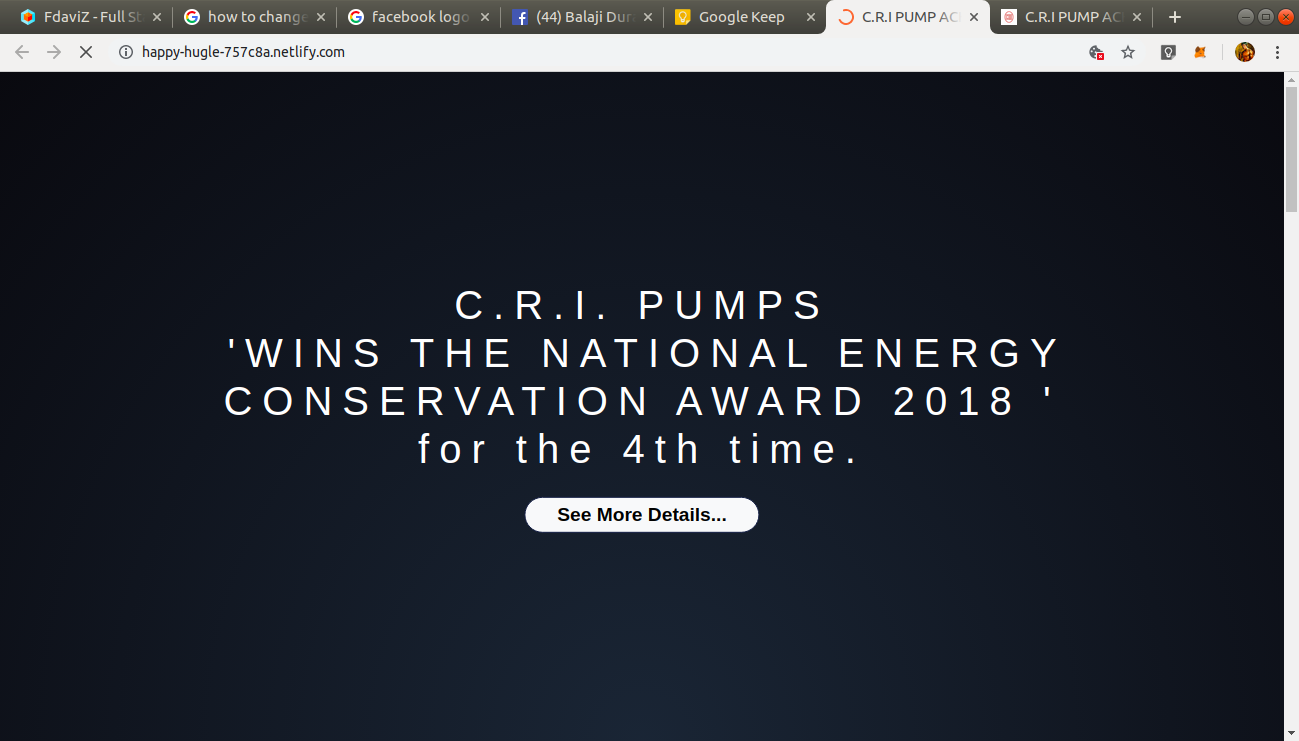 FdaviZ - Full St
how to change
facebook logo
(44) Balaji Dura
Google Keep
C.R.I PUMP AC
C.R.I PUMP AC
happy-hugle-757c8a.netlify.com
C.R.I. PUMPS
'WINS THE NATIONAL ENERGY
CONSERVATION AWARD 2018 '
for the 4th time.
See More Details...